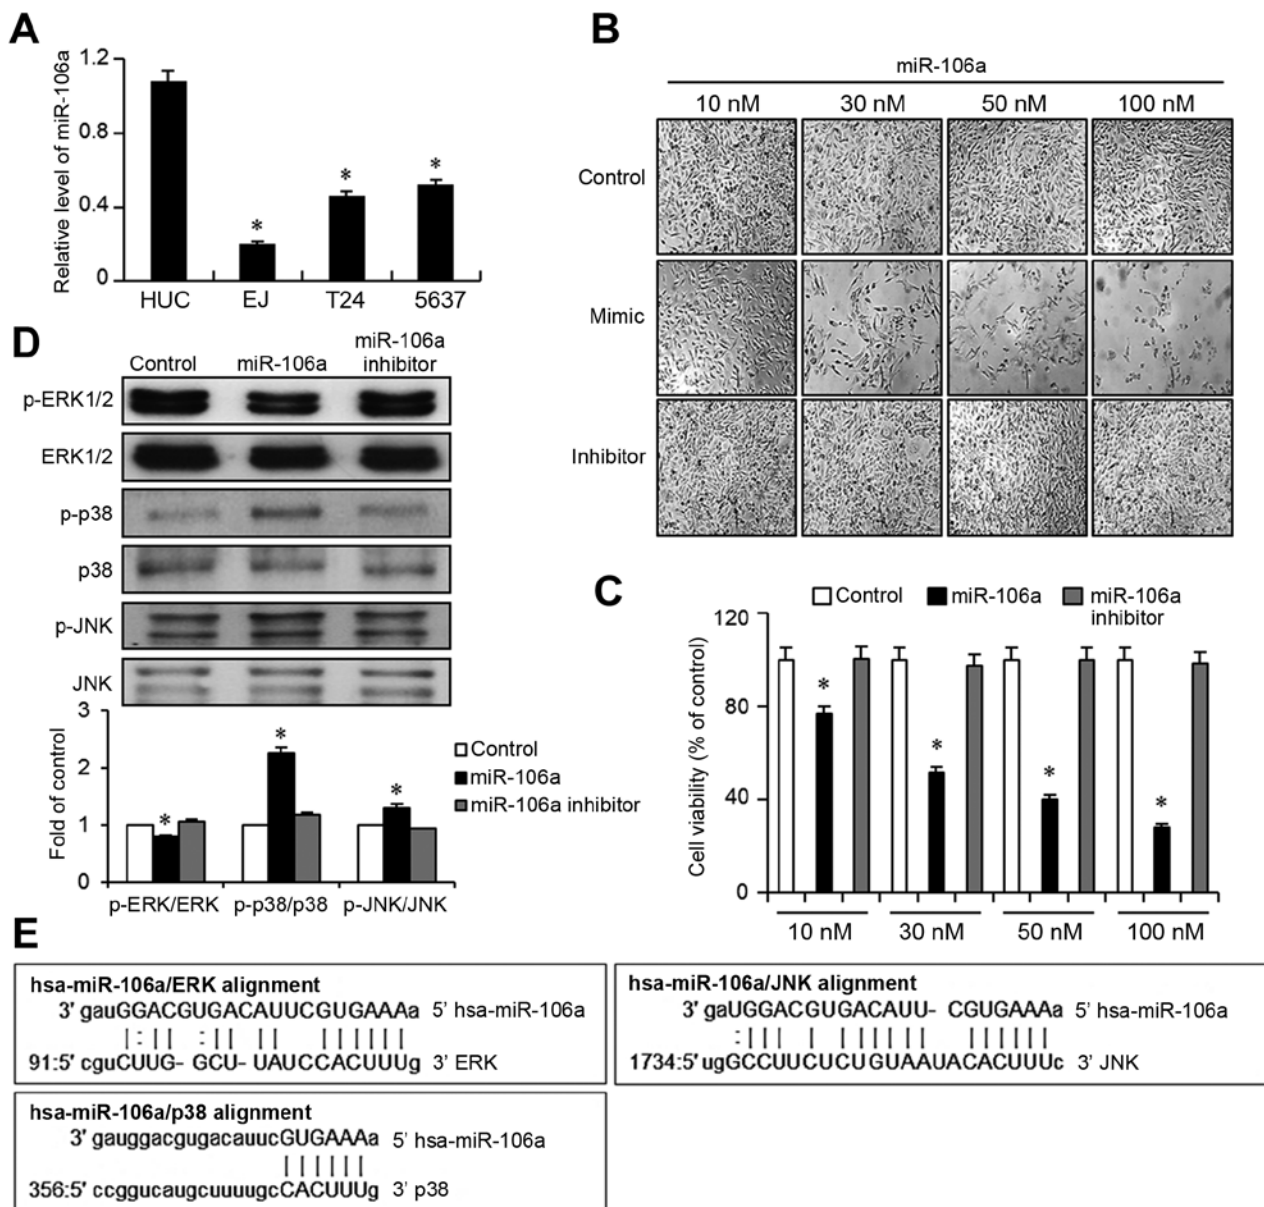 A
Relative level of miR-106a
1.2
0.8
0.4
0
*
*
*
HUC EJ T24 5637
B
miR-106a
10 nM 30 nM 50 nM 100 nM
Control
Mimic
Inhibitor
D
Control miR-106a miR-106a
inhibitor
p-ERK1/2
ERK1/2
p-p38
p38
p-JNK
JNK
Fold of control
3
2
1
0
*
*
*
Control
miR-106a
miR-106a inhibitor
p-ERK/ERK p-p38/p38 p-JNK/JNK
C
Control miR-106a miR-106a
inhibitor
Cell viability (% of control)
120
80
40
0
*
*
*
*
10 nM 30 nM 50 nM 100 nM
E
hsa-miR-106a/ERK alignment
3' gauGGACGUGACAUUCGUGAAAa 5' hsa-miR-106a
91:5' cguCUUG- GCU- UAUCCACUUUg 3' ERK
hsa-miR-106a/JNK alignment
3' gaUGGACGUGACAUU- CGUGAAAa 5' hsa-miR-106a
1734:5' ugGCCUUCUCUGUAAUACACUUUc 3' JNK
hsa-miR-106a/p38 alignment
3' gauggacgugacauucGUGAAAa 5' hsa-miR-106a
356:5' ccggucaugcuuuugcCACUUUg 3' p38